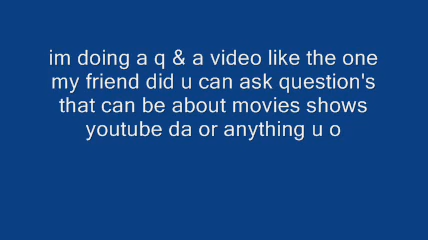 im doing a q & a video like the one
my friend did u can ask question's
that can be about movies shows
youtube da or anything u o